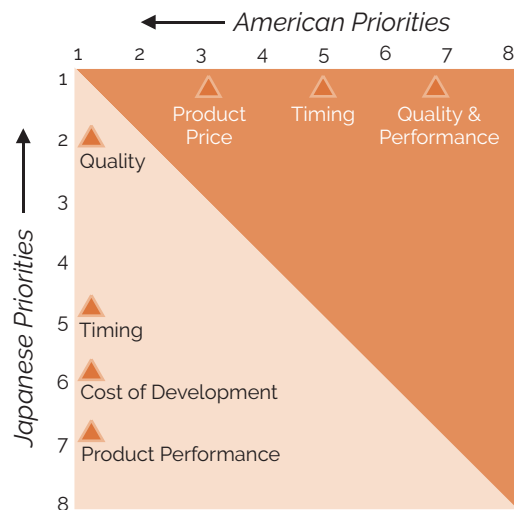 American Priorities
1 2 3 4 5 6 7 8
1
Product Price
Timing
Quality & Performance
2
Quality
3
4
Timing
5
Cost of Development
6
Product Performance
7
8
Japanese Priorities